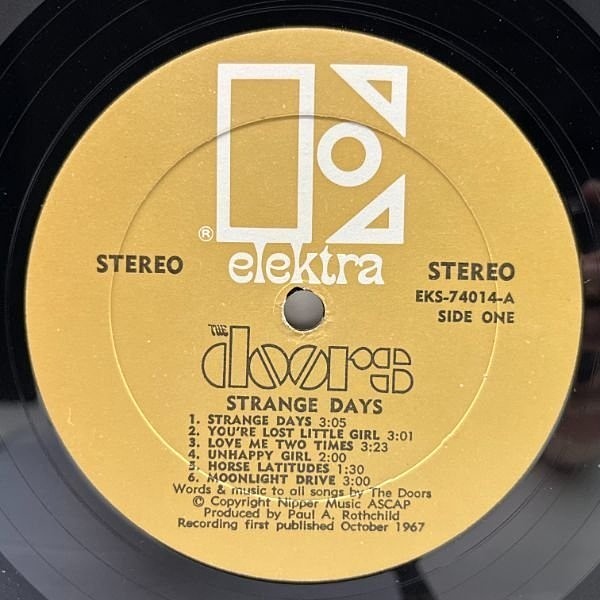 ®
elektra
STEREO
STEREO
EKS-74014-A
SIDE ONE
THE
doors
STRANGE DAYS
1. STRANGE DAYS 3:05
2. YOU'RE LOST LITTLE GIRL 3:01
3. LOVE ME TWO TIMES 3:23
4. UNHAPPY GIRL 2:00
5. HORSE LATITUDES 1:30
6. MOONLIGHT DRIVE 3:00
Words & music to all songs by The Doors
© Copyright Nipper Music ASCAP
Produced by Paul A. Rothchild
Recording first published October 1967